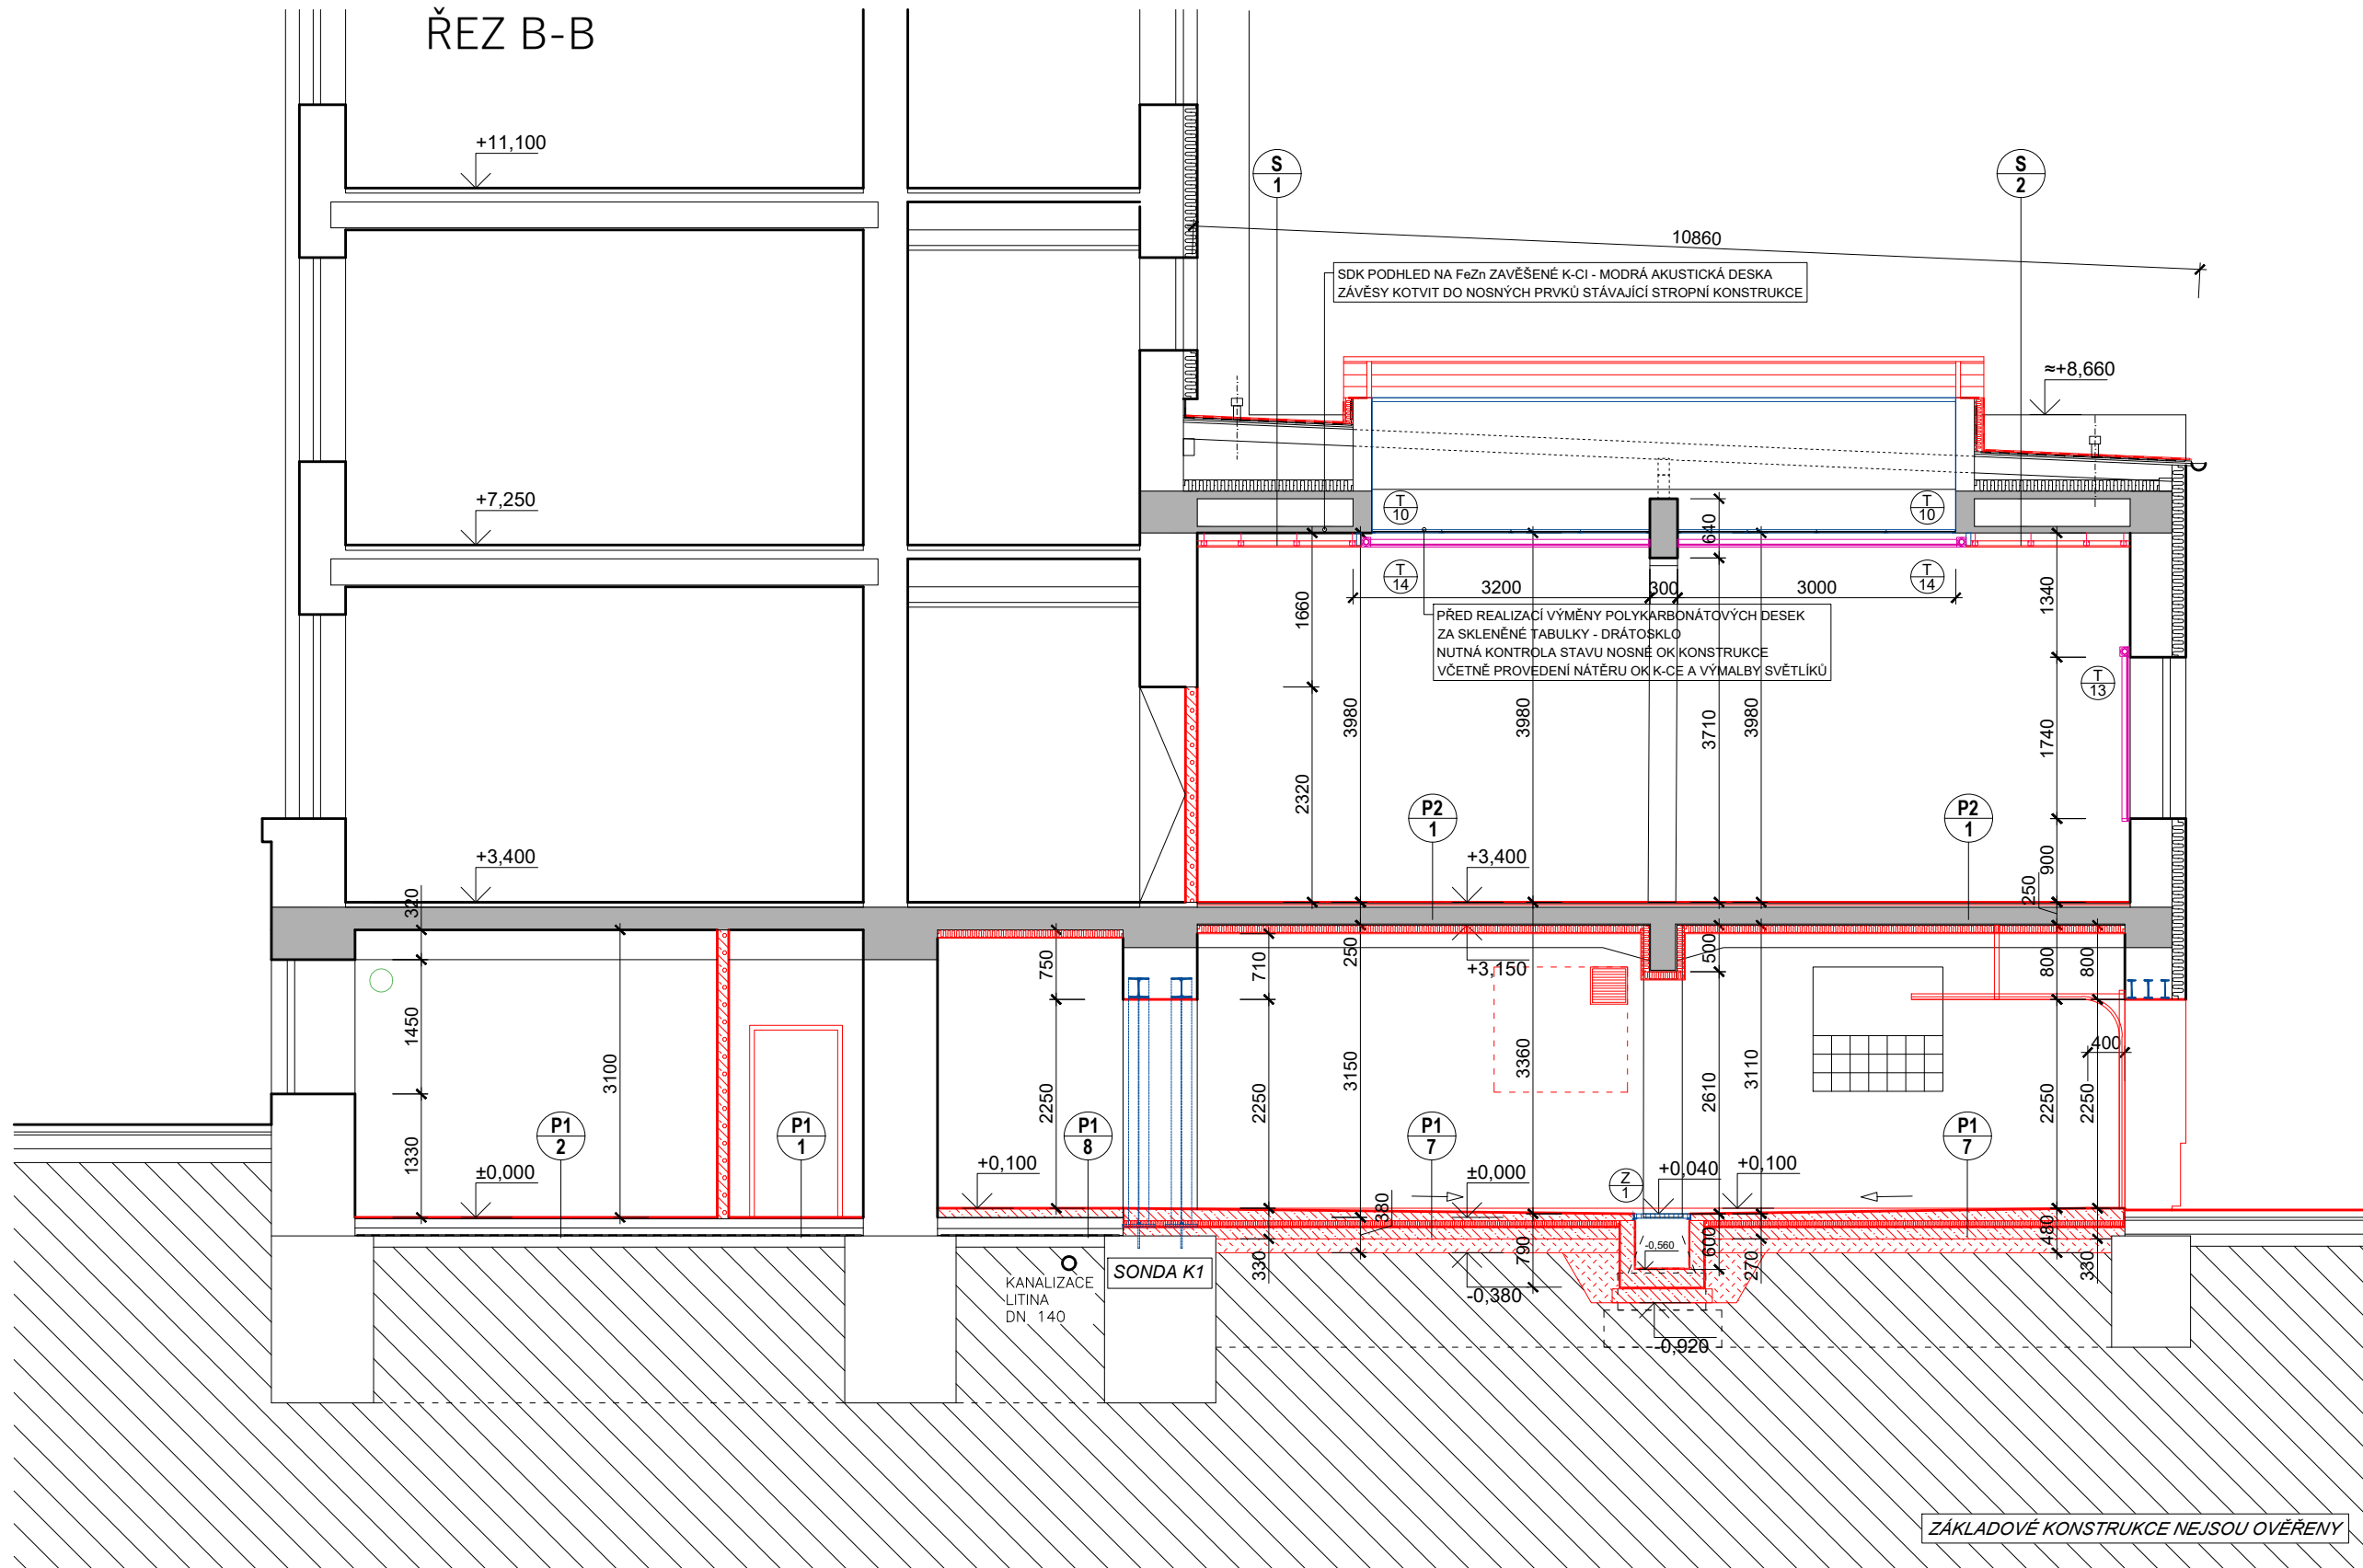 ŘEZ B-B
+11,100
S
1
S
2
10860
SDK PODHLED NA FeZn ZAVĚŠENÉ K-CI - MODRÁ AKUSTICKÁ DESKA
ZÁVĚSY KOTVIT DO NOSNÝCH PRVKŮ STÁVAJÍCÍ STROPNÍ KONSTRUKCE
≈+8,660
+7,250
T
10
T
10
640
T
14
T
14
3200
300
3000
1660
1340
PŘED REALIZACÍ VÝMĚNY POLYKARBONÁTOVÝCH DESEK
ZA SKLENĚNÉ TABULKY - DRÁTOSKLO
NUTNÁ KONTROLA STAVU NOSNÉ OK KONSTRUKCE
VČETNĚ PROVEDENÍ NÁTĚRU OK K-CE A VÝMALBY SVĚTLÍKŮ
T
13
3980
3980
3710
3980
1740
2320
P2
1
P2
1
+3,400
+3,400
900
250
320
750
710
250
+3,150
500
800
800
1450
3100
2250
2250
3150
3360
2610
3110
400
2250
2250
1330
P1
2
P1
1
P1
8
P1
7
P1
7
±0,000
+0,100
±0,000
Z
1
+0,040
+0,100
380
480
330
790
-0,560
600
270
330
KANALIZACE
LITINA
DN 140
SONDA K1
-0,380
-0,920
ZÁKLADOVÉ KONSTRUKCE NEJSOU OVĚŘENY